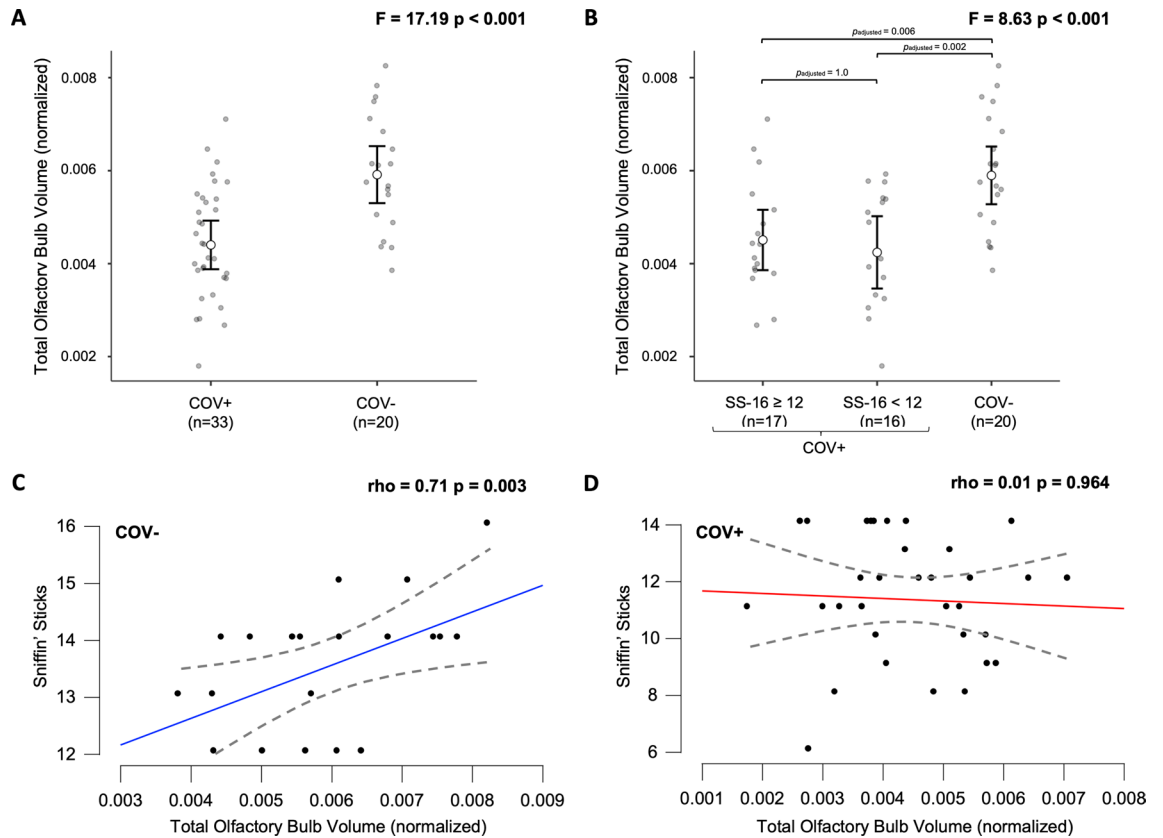 A
F = 17.19 p < 0.001
Total Olfactory Bulb Volume (normalized)
0.008
0.006
0.004
0.002
COV+
(n=33)
COV-
(n=20)
B
F = 8.63 p < 0.001
padjusted = 0.006
padjusted = 0.002
padjusted = 1.0
Total Olfactory Bulb Volume (normalized)
0.008
0.006
0.004
0.002
SS-16 ≥ 12
(n=17)
SS-16 < 12
(n=16)
COV-
(n=20)
COV+
C
rho = 0.71 p = 0.003
COV-
Sniffin' Sticks
16
15
14
13
12
0.003 0.004 0.005 0.006 0.007 0.008 0.009
Total Olfactory Bulb Volume (normalized)
D
rho = 0.01 p = 0.964
COV+
Sniffin' Sticks
14
12
10
8
6
0.001 0.002 0.003 0.004 0.005 0.006 0.007 0.008
Total Olfactory Bulb Volume (normalized)